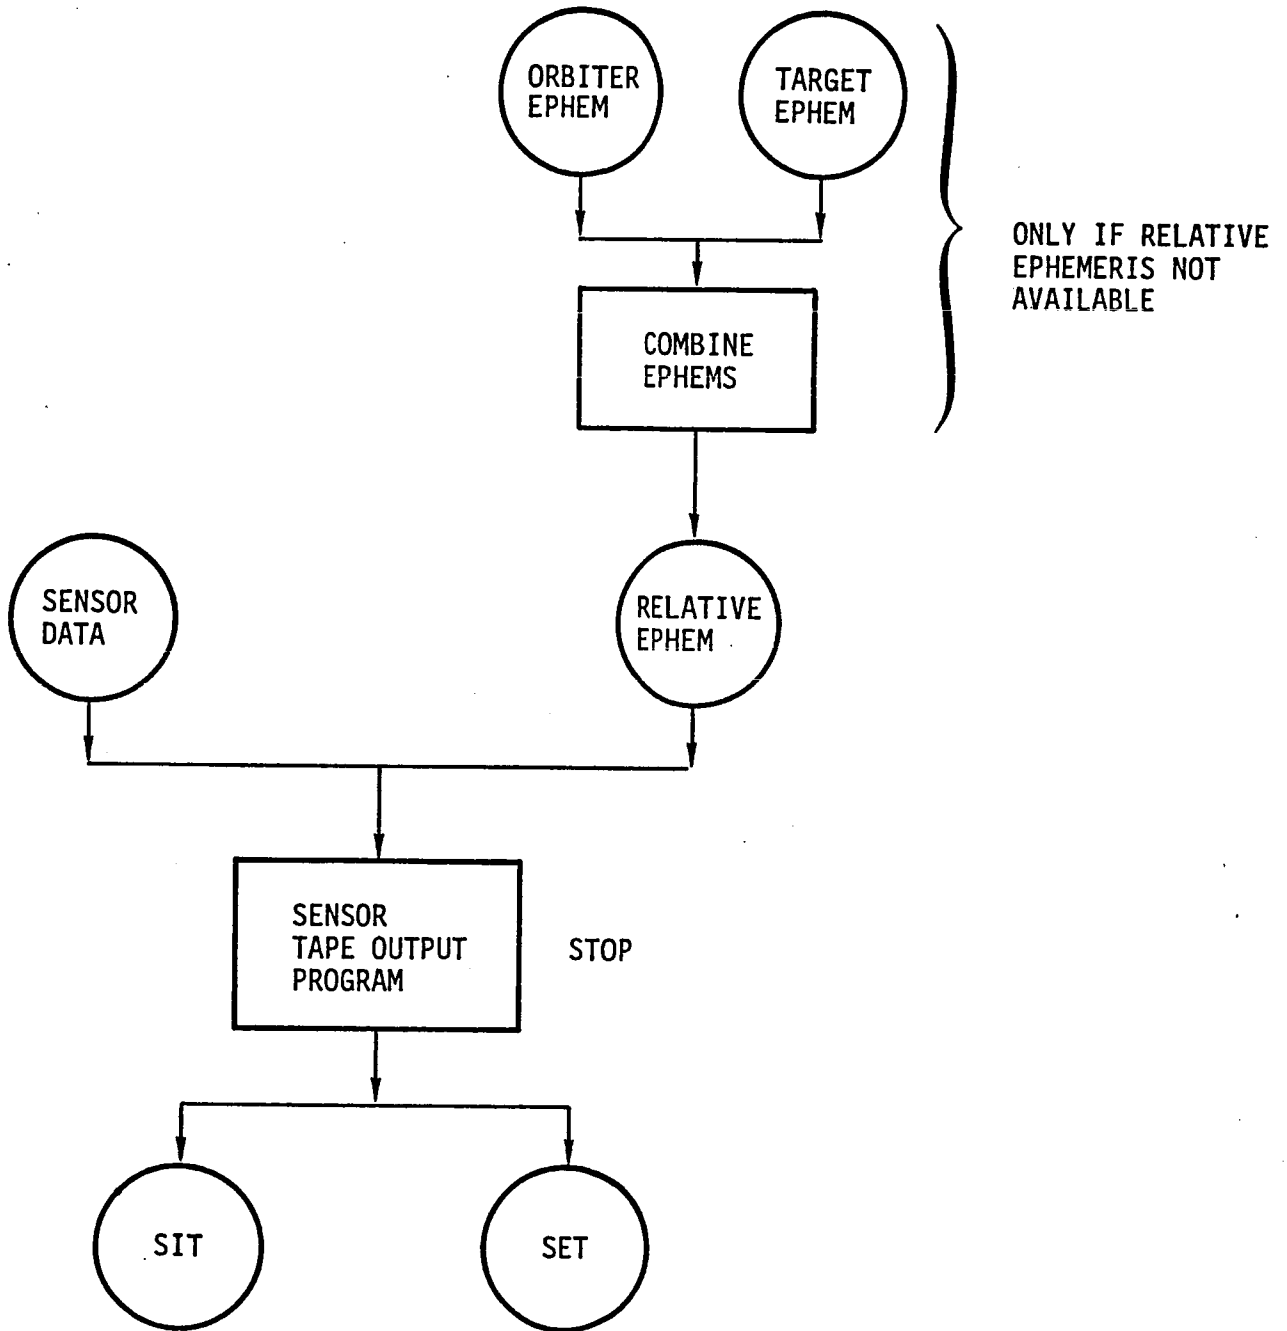 ORBITER
EPHEM
TARGET
EPHEM
ONLY IF RELATIVE
EPHEMERIS NOT
AVAILABLE
COMBINE
EPHEMS
SENSOR
DATA
RELATIVE
EPHEM
SENSOR
TAPE OUTPUT
PROGRAM
STOP
SIT
SET